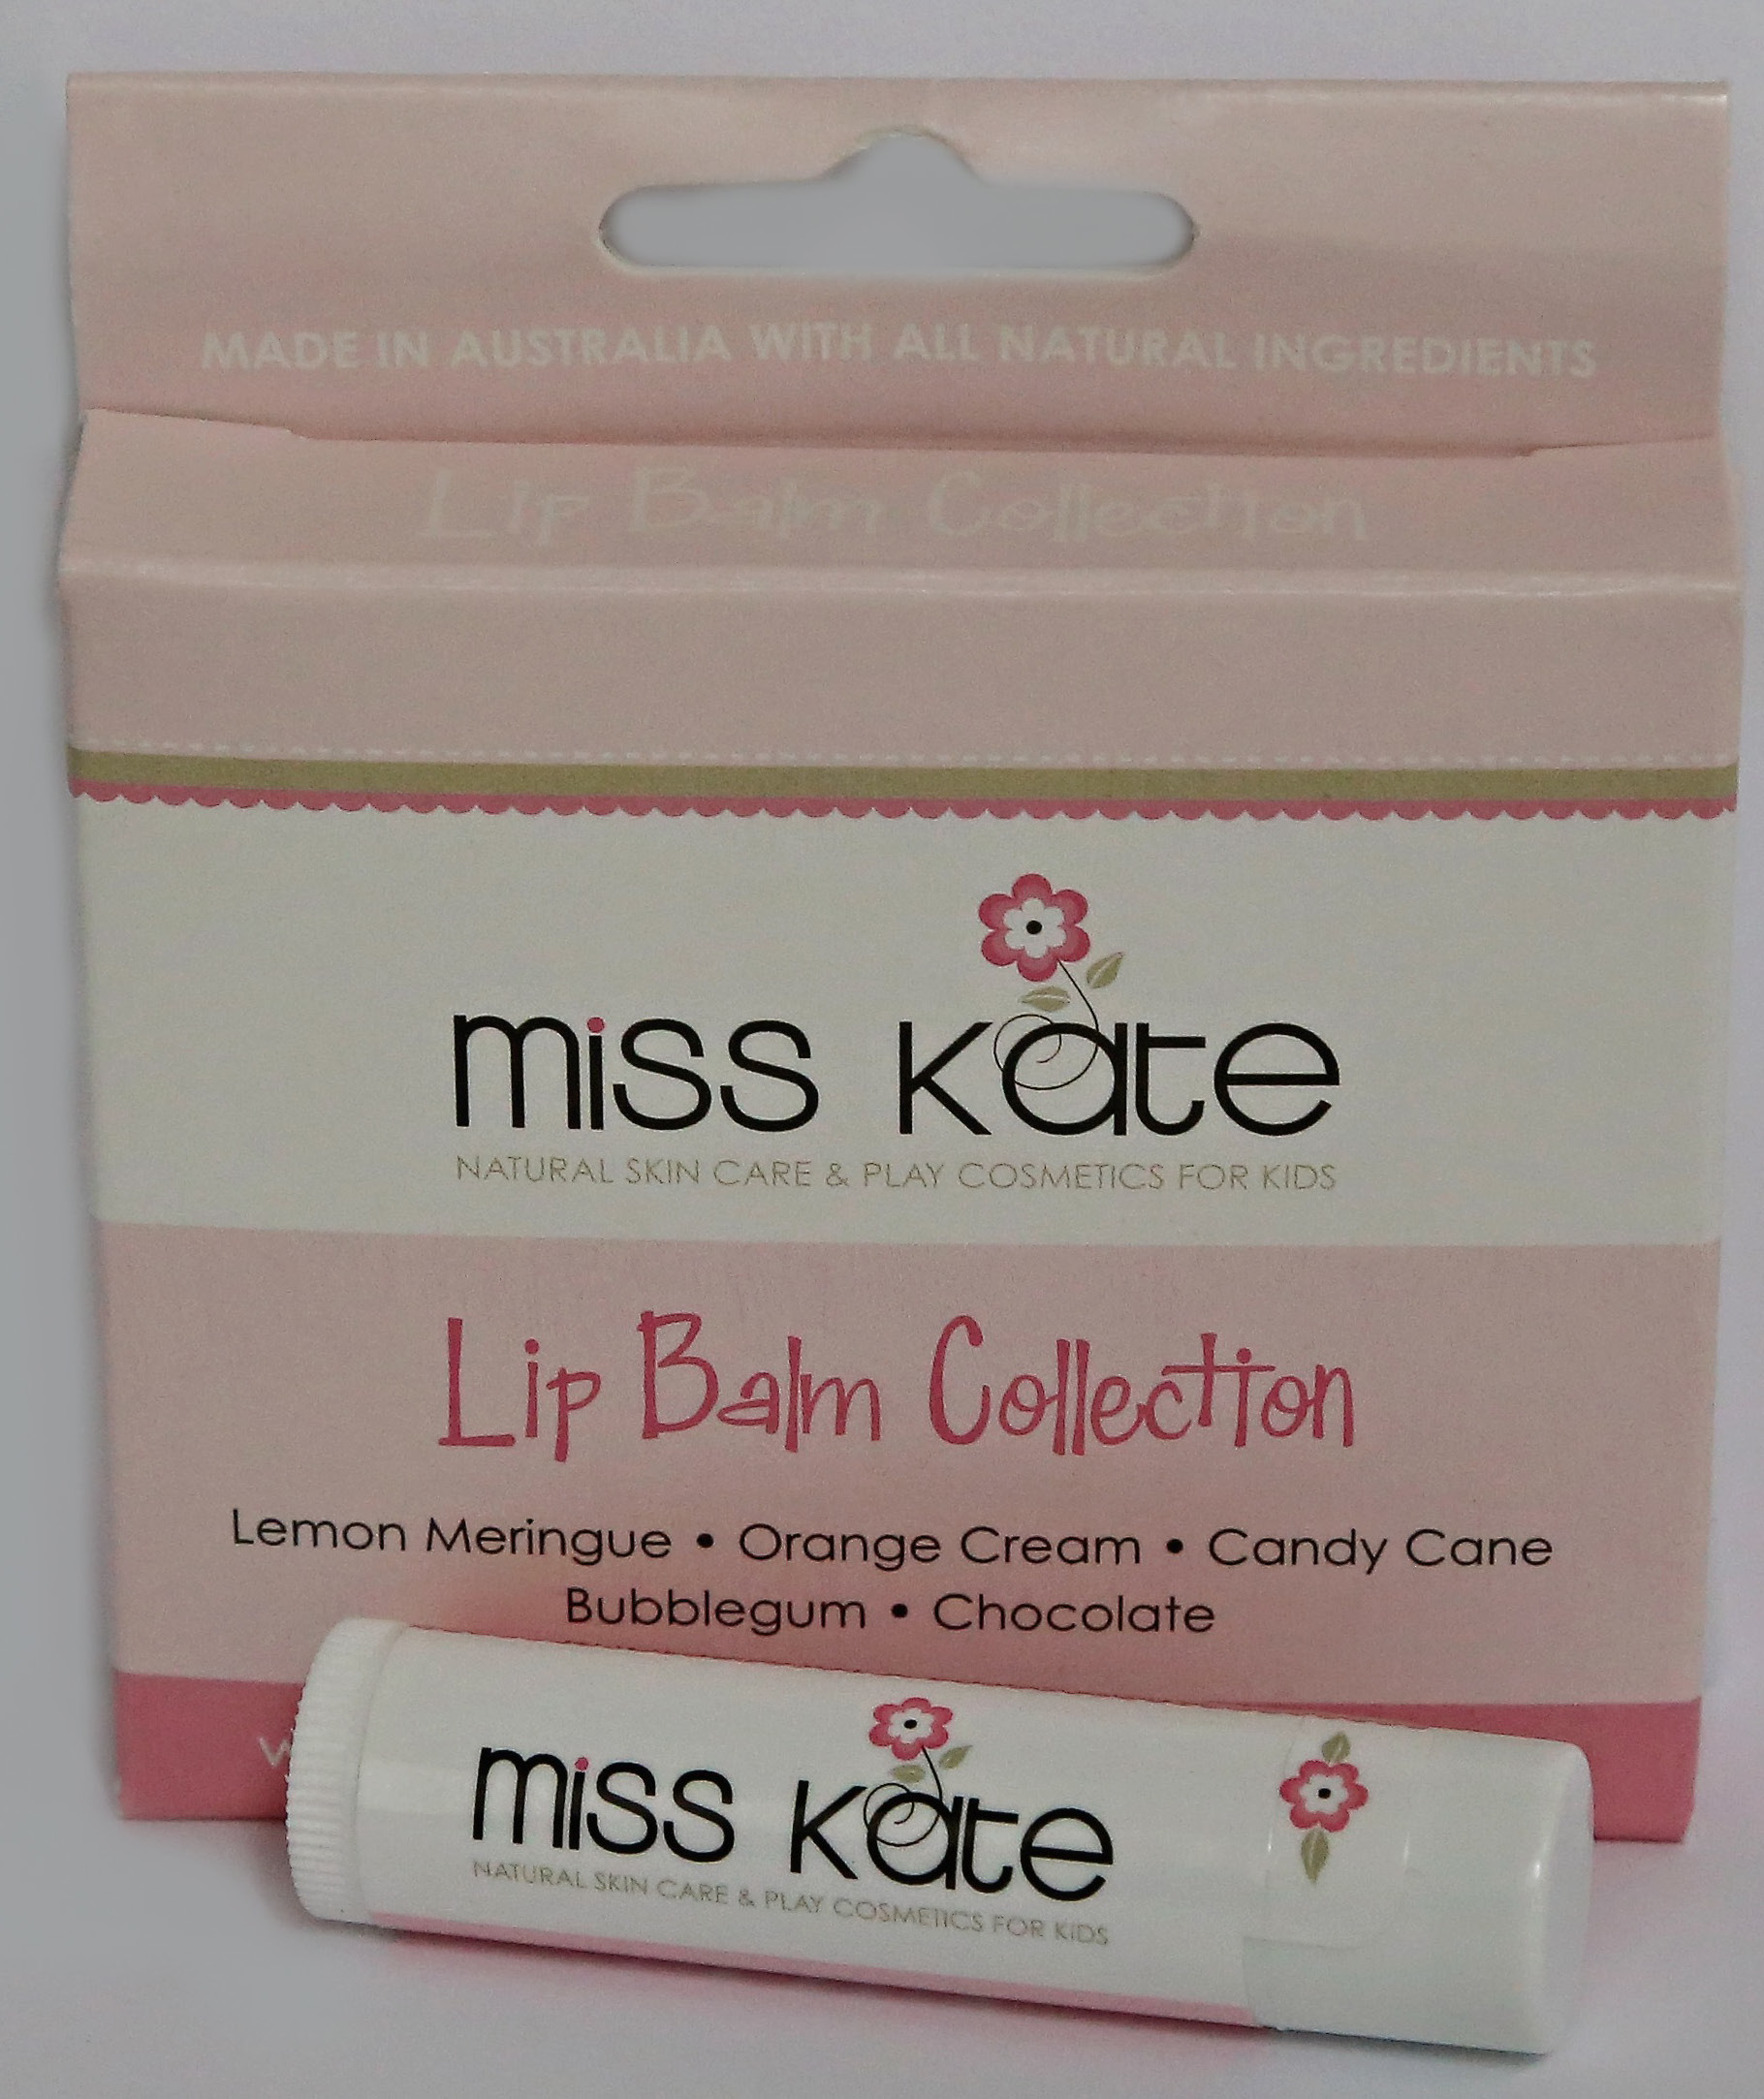 MADE IN AUSTRALIA WITH ALL NATURAL INGREDIENTS
Lip Balm Collection
miss kate
NATURAL SKIN CARE & PLAY COSMETICS FOR KIDS
Lip Balm Collection
Lemon Meringue • Orange Cream • Candy Cane
Bubblegum • Chocolate
miss kate
NATURAL SKIN CARE & PLAY COSMETICS FOR KIDS